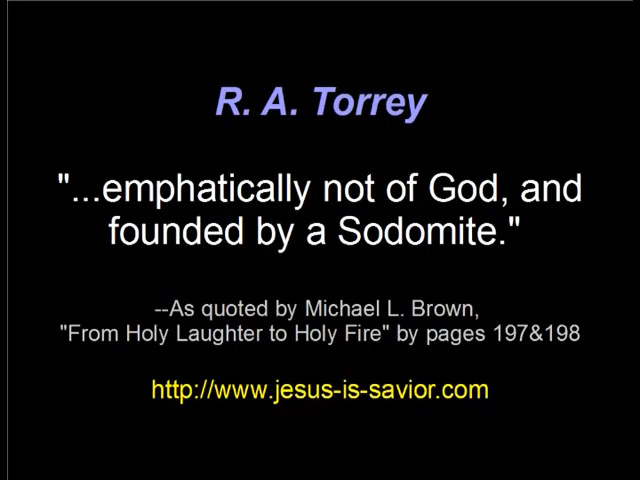 R. A. Torrey
"...emphatically not of God, and
founded by a Sodomite."
--As quoted by Michael L. Brown,
"From Holy Laughter to Holy Fire" by pages 197&198
http://www.jesus-is-savior.com